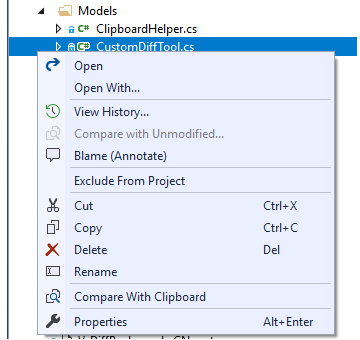 Models
C# ClipboardHelper.cs
C# CustomDiffTool.cs
Open
Open With...
View History...
Compare with Unmodified...
Blame (Annotate)
Exclude From Project
Cut Ctrl+X
Copy Ctrl+C
Delete Del
Rename
Compare With Clipboard
Properties Alt+Enter